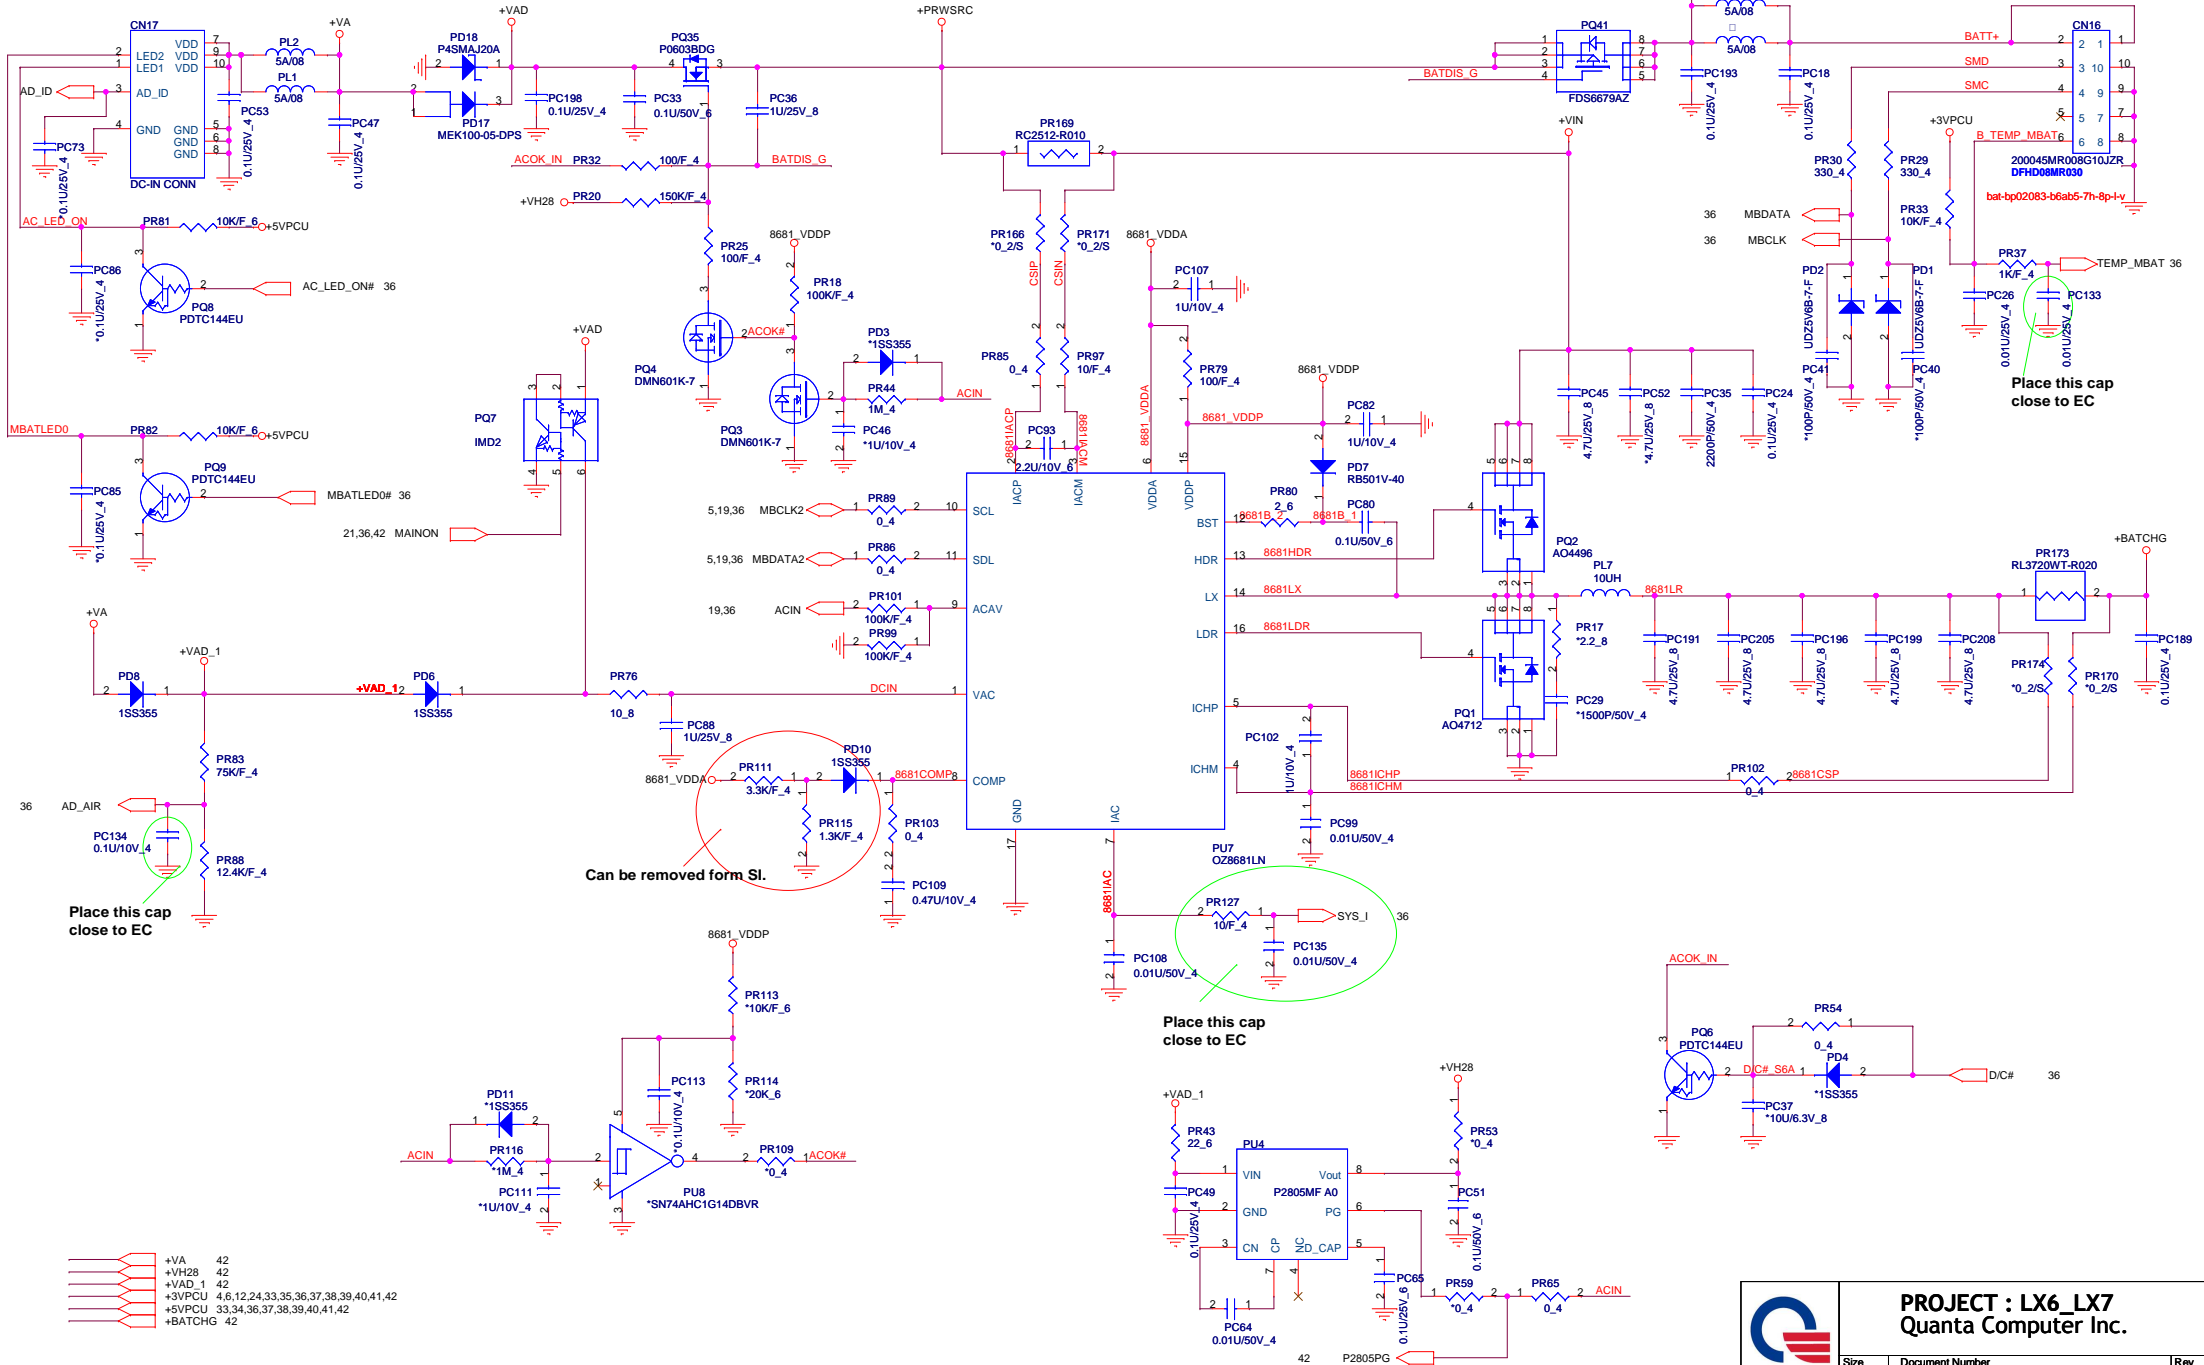 CN17
LED2
LED1
VDD
VDD
VDD
AD_ID
GND
GND
GND
GND
DC-IN CONN
AD_ID
PL2
5A/08
PL1
5A/08
+VA
PC53
0.1U/25V_4
PC47
0.1U/25V_4
PC73
*0.1U/25V_4
+VAD
PD18
P4SMAJ20A
PD17
MEK100-05-DPS
PC198
0.1U/25V_4
PC33
0.1U/50V_6
PQ35
P0603BDG
PC36
1U/25V_8
+PRWSRC
ACOK_IN PR32 100/F_4 BATDIS_G
+VH28 PR20 150K/F_4
PR169
RC2512-R010
BATDIS_G
PQ41
FDS6679AZ
5A/08
5A/08
PC193
0.1U/25V_4
PC18
0.1U/25V_4
+VIN
CN16
BATT+
SMD
SMC
B_TEMP_MBAT
200045MR008G10JZR
DFHD08MR030
bat-bp02083-b6ab5-7h-8p-l-v
+3VPCU
PR30
330_4
PR29
330_4
PR33
10K/F_4
36 MBDATA
36 MBCLK
PR37
1K/F_4
TEMP_MBAT 36
PC26
0.01U/25V_4
PC133
0.01U/25V_4
PD2
UDZ5V6B-7-F
PD1
UDZ5V6B-7-F
PC41
*100P/50V_4
PC40
*100P/50V_4
Place this cap
close to EC
AC_LED_ON PR81 10K/F_6 +5VPCU
PC86
*0.1U/25V_4
PQ8
PDTC144EU
AC_LED_ON# 36
MBATLED0 PR82 10K/F_6 +5VPCU
PC85
*0.1U/25V_4
PQ9
PDTC144EU
MBATLED0# 36
PR25
100/F_4
8681_VDDP
PR18
100K/F_4
PQ4
DMN601K-7
ACOK#
PD3
*1SS355
PR44
1M_4
ACIN
PQ3
DMN601K-7
PC46
*1U/10V_4
+VAD
PQ7
IMD2
21,36,42 MAINON
PR166
*0_2/S
PR171
*0_2/S
CSIP
CSIN
PR85
0_4
PR97
10/F_4
8681IACP
8681IACM
PC93
2.2U/10V_6
8681_VDDA
PC107
1U/10V_4
PR79
100/F_4
8681_VDDA
8681_VDDP
8681_VDDP
PC82
1U/10V_4
PD7
RB501V-40
PR80
2_6
8681B_2
8681B_1
PC80
0.1U/50V_6
PC45
4.7U/25V_8
PC52
*4.7U/25V_8
PC35
2200P/50V_4
PC24
0.1U/25V_4
5,19,36 MBCLK2 PR89 0_4
5,19,36 MBDATA2 PR86 0_4
19,36 ACIN PR101 100K/F_4
PR99
100K/F_4
IACP
IACM
VDDA
VDDP
SCL
SDL
ACAV
VAC
COMP
GND
IAC
BST
HDR
LX
LDR
ICHP
ICHM
PU7
OZ8681LN
8681HDR
8681LX
8681LDR
PQ2
AO4496
PQ1
AO4712
PR17
*2.2_8
PC29
*1500P/50V_4
PL7
10UH
8681LR
PC191
4.7U/25V_8
PC205
4.7U/25V_8
PC196
4.7U/25V_8
PC199
4.7U/25V_8
PC208
4.7U/25V_8
PR173
RL3720WT-R020
+BATCHG
PR174
*0_2/S
PR170
*0_2/S
PC189
0.1U/25V_4
+VA
+VAD_1
PD8
1SS355
+VAD_1
PD6
1SS355
PR76
10_8
DCIN
PC88
1U/25V_8
PR83
75K/F_4
36 AD_AIR
PC134
0.1U/10V_4
PR88
12.4K/F_4
Place this cap
close to EC
8681_VDDA
PR111
3.3K/F_4
PD10
1SS355
8681COMP
PR115
1.3K/F_4
PR103
0_4
PC109
0.47U/10V_4
Can be removed form SI.
PC102
1U/10V_4
8681ICHP
8681ICHM
PR102
0_4
8681CSP
PC99
0.01U/50V_4
8681IAC
PR127
10/F_4
SYS_I 36
PC135
0.01U/50V_4
PC108
0.01U/50V_4
Place this cap
close to EC
8681_VDDP
PR113
*10K/F_6
PC113
*0.1U/10V_4
PR114
*20K_6
PD11
*1SS355
ACIN
PR116
*1M_4
PC111
*1U/10V_4
PU8
*SN74AHC1G14DBVR
PR109
*0_4
ACOK#
+VAD_1
PR43
22_6
PC49
0.1U/25V_4
PU4
VIN
GND
CN
CP
NC
Vout
P2805MF A0
PG
ND_CAP
+VH28
PR53
*0_4
PC51
0.1U/50V_6
PC65
0.1U/25V_6
PC64
0.01U/50V_4
PR59
*0_4
PR65
0_4
ACIN
42 P2805PG
ACOK_IN
PQ6
PDTC144EU
PR54
0_4
D/C#_S6A
PD4
*1SS355
PC37
*10U/6.3V_8
D/C# 36
+VA 42
+VH28 42
+VAD_1 42
+3VPCU 4,6,12,24,33,35,36,37,38,39,40,41,42
+5VPCU 33,34,36,37,38,39,40,41,42
+BATCHG 42
PROJECT : LX6_LX7
Quanta Computer Inc.
Size Document Number Rev